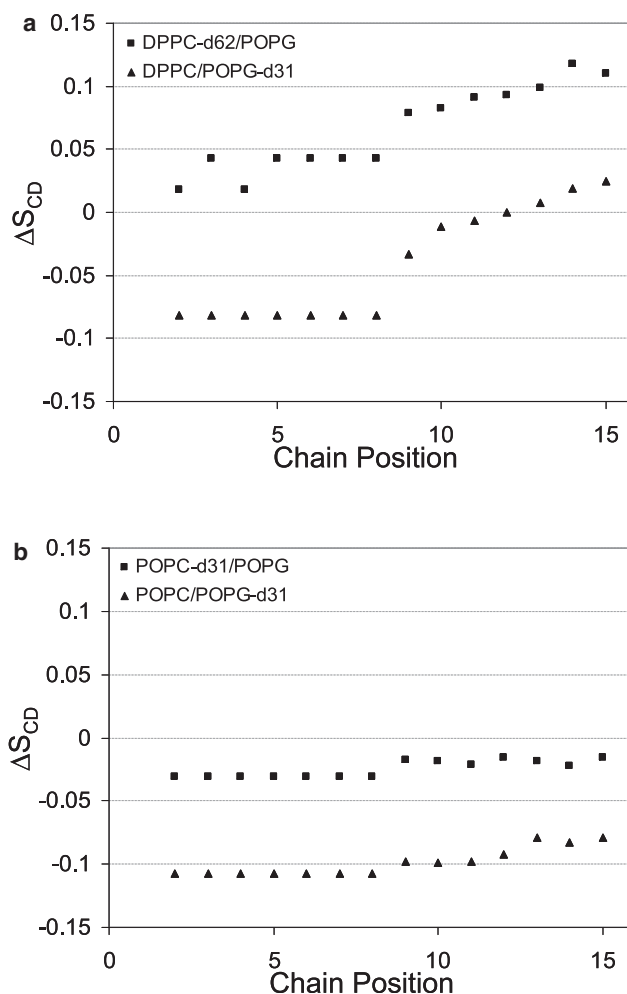 a
0.15
DPPC-d62/POPG
DPPC/POPG-d31
0.1
0.05
0
-0.05
-0.1
-0.15
ΔS_CD
0 5 10 15
Chain Position
b
0.15
POPC-d31/POPG
POPC/POPG-d31
0.1
0.05
0
-0.05
-0.1
-0.15
ΔS_CD
0 5 10 15
Chain Position